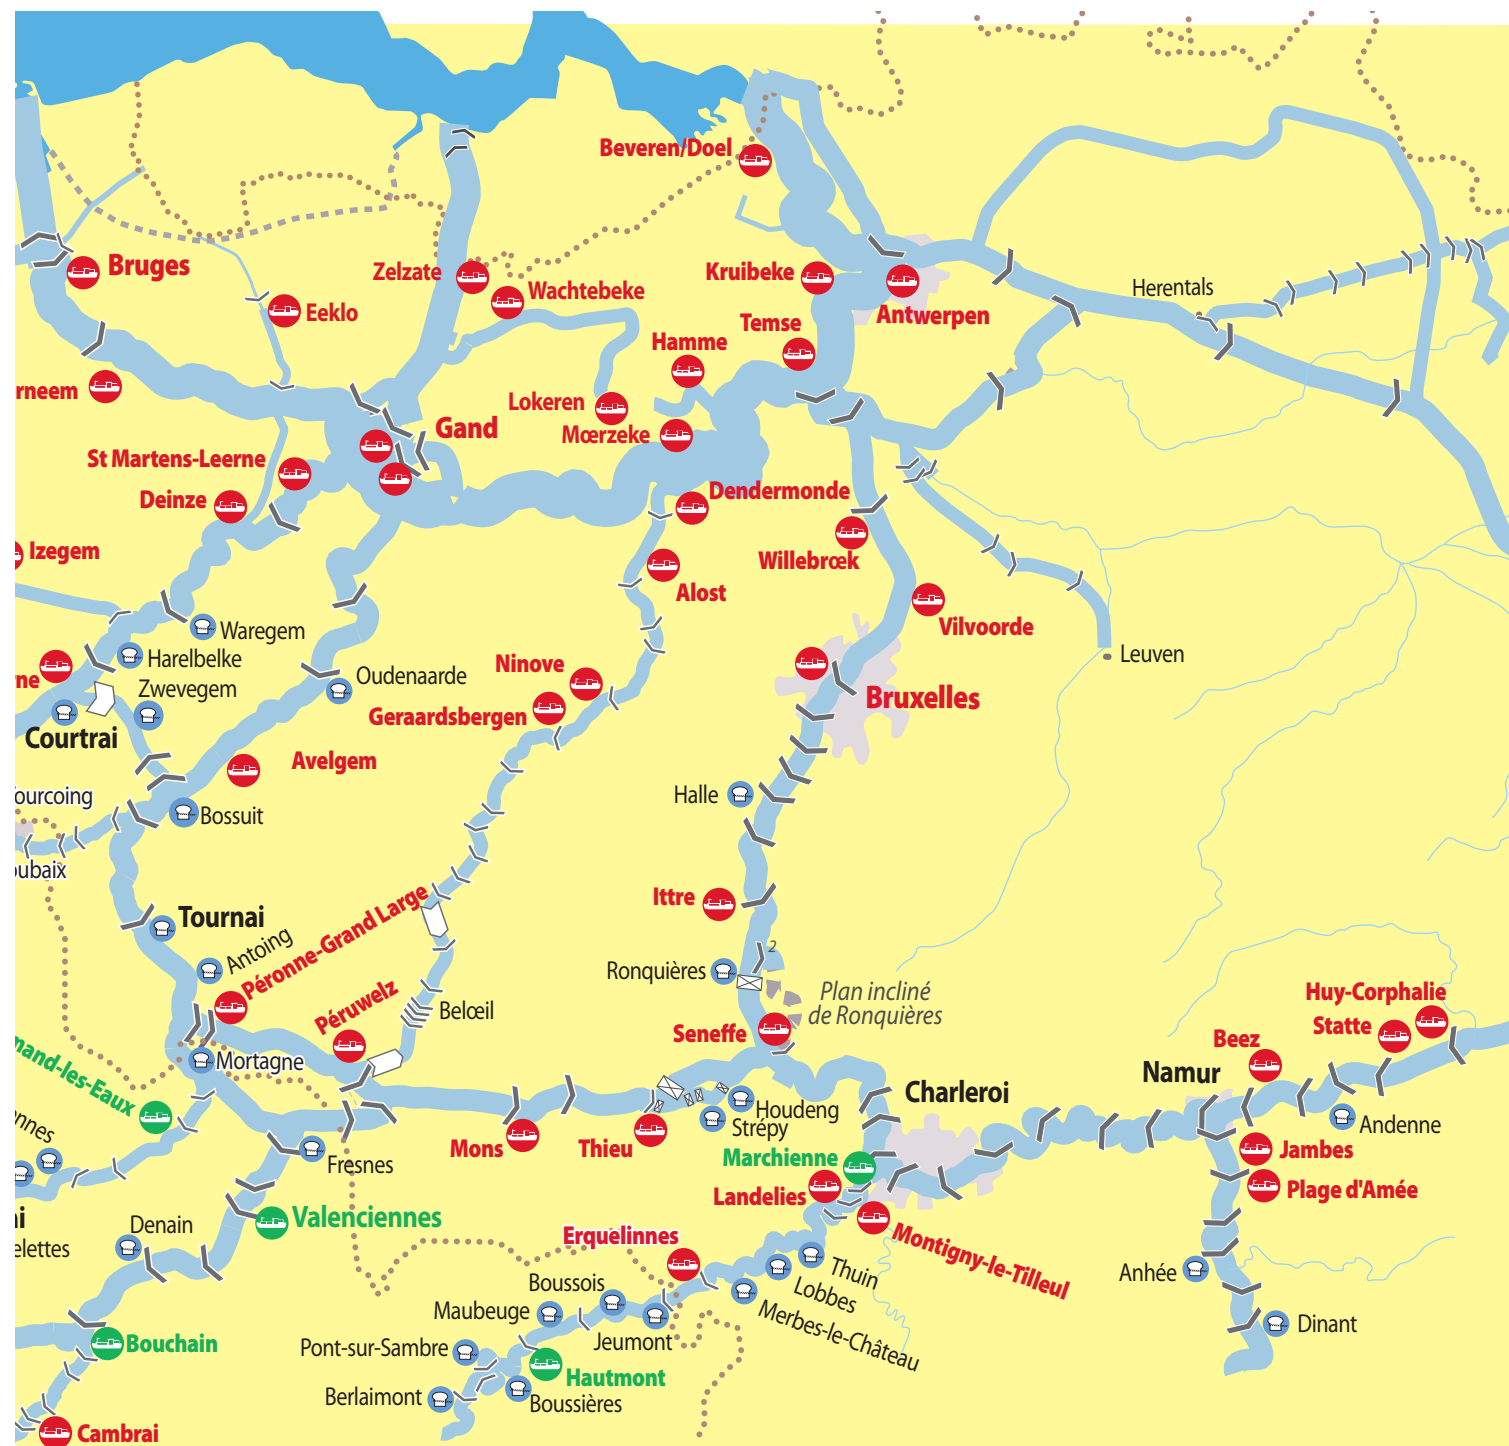 Beveren/Doel
Bruges
Zelzate
Wachtebeke
Kruibeke
Antwerpen
Herentals
Eeklo
Temse
Hamme
rneem
Lokeren
Gand
Mœrzeke
St Martens-Leerne
Deinze
Dendermonde
Izegem
Willebrœk
Alost
Vilvoorde
Waregem
Harelbelke
Leuven
Ninove
Oudenaarde
rne
Zwevegem
Bruxelles
Geraardsbergen
Courtrai
Avelgem
Halle
ourcoing
Bossuit
oubaix
Ittre
Tournai
Péronne-Grand Large
Antoing
2
Ronquières
Plan incliné
de Ronquières
Huy-Corphalie
Statte
Belœil
Péruwelz
Seneffe
Beez
Mortagne
mand-les-Eaux
Namur
Charleroi
Houdeng
Strépy
Andenne
nnes
Mons
Thieu
Jambes
Marchienne
Fresnes
Landelies
Plage d'Amée
Valenciennes
Denain
elettes
Erquelinnes
Montigny-le-Tilleul
Thuin
Anhée
Lobbes
Boussois
Maubeuge
Merbes-le-Château
Dinant
Jeumont
Bouchain
Pont-sur-Sambre
Hautmont
Berlaimont
Boussières
Cambrai